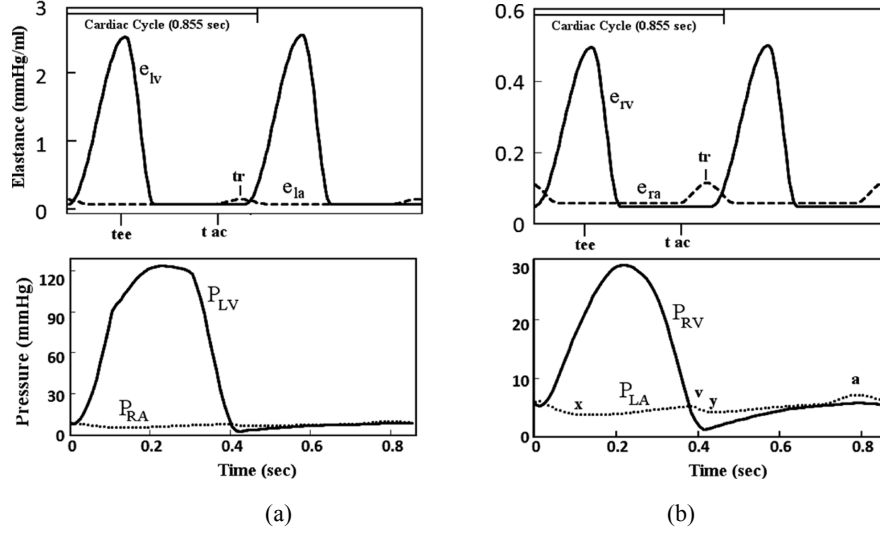 3
2
1
0
Elastance (mmHg/ml)
Cardiac Cycle (0.855 sec)
elv
tr
ela
tee
t ac
120
90
60
30
0
Pressure (mmHg)
PLV
PRA
0
0.2
0.4
0.6
0.8
Time (sec)
(a)
0.6
0.4
0.2
0
Cardiac Cycle (0.855 sec)
erv
tr
era
tee
t ac
30
20
10
0
PRV
PLA
x
v
y
a
0
0.2
0.4
0.6
0.8
Time (sec)
(b)